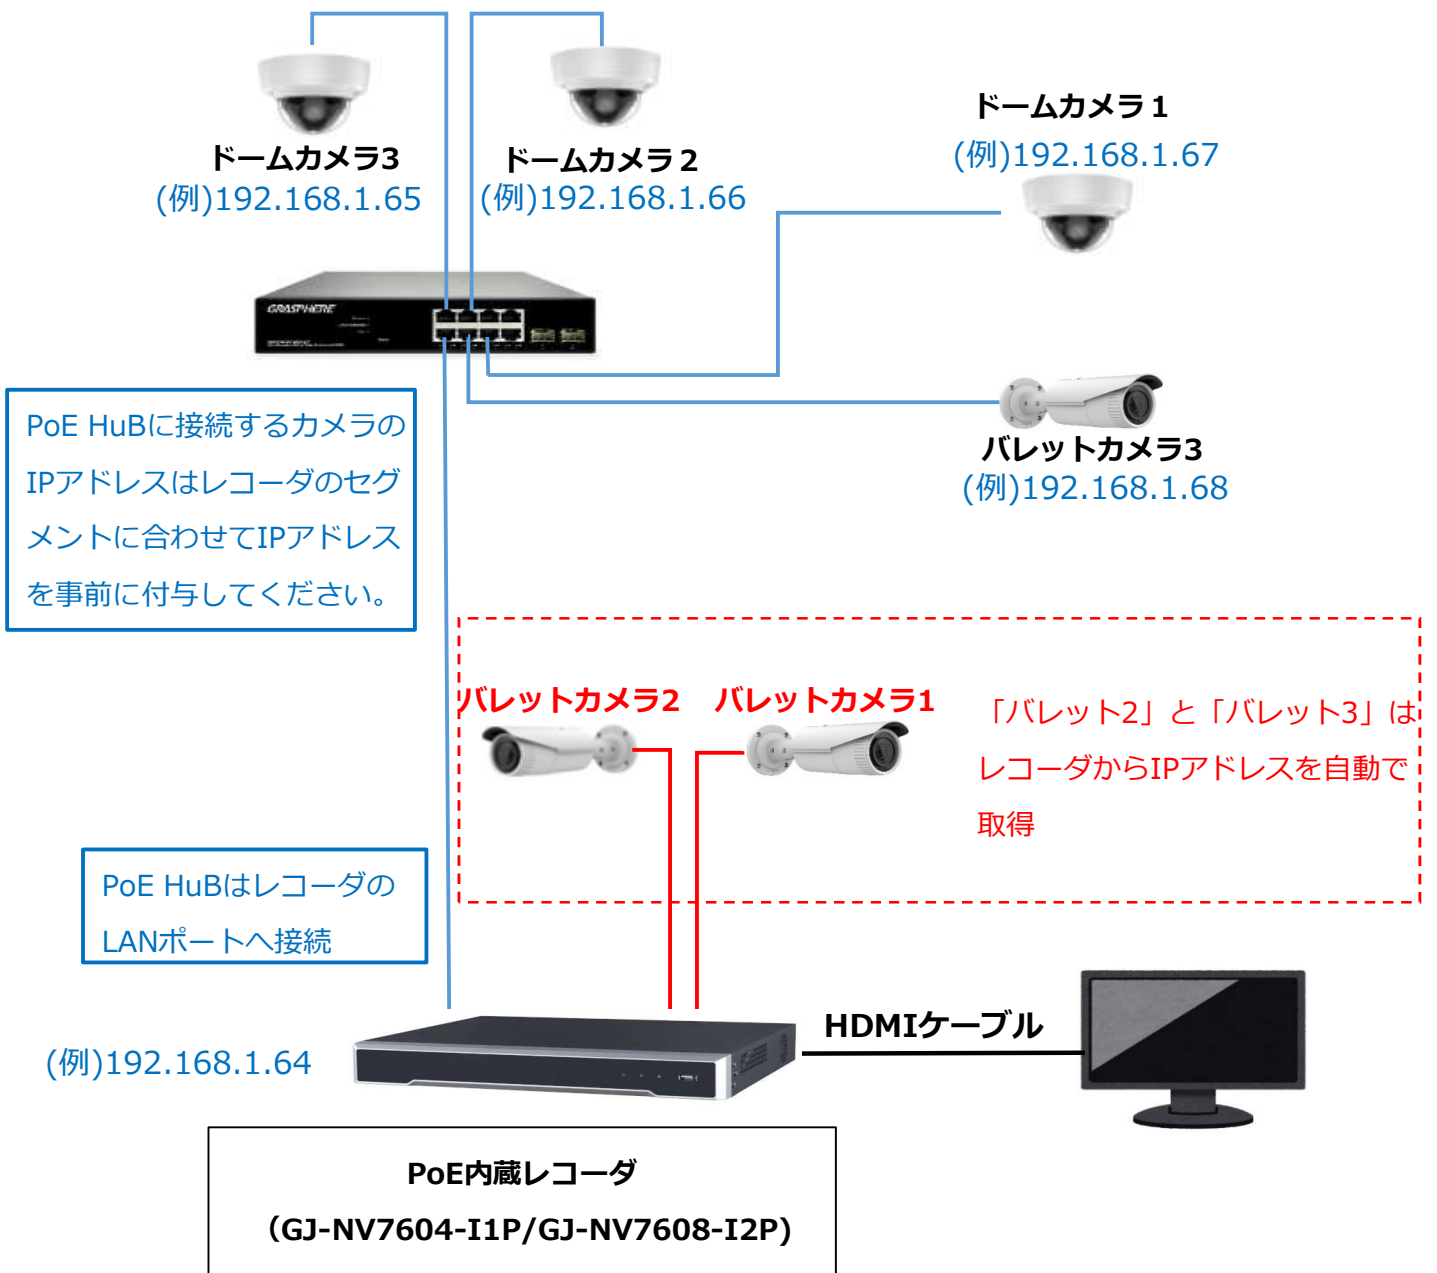 ドームカメラ3
(例)192.168.1.65
ドームカメラ2
(例)192.168.1.66
ドームカメラ1
(例)192.168.1.67
GRASPHERE
PoE HuBに接続するカメラの
IPアドレスはレコーダのセグ
メントに合わせてIPアドレス
を事前に付与してください。
バレットカメラ3
(例)192.168.1.68
バレットカメラ2
バレットカメラ1
「バレット2」と「バレット3」は
レコーダからIPアドレスを自動で
取得
PoE HuBはレコーダの
LANポートへ接続
(例)192.168.1.64
HDMIケーブル
PoE内蔵レコーダ
（GJ-NV7604-I1P/GJ-NV7608-I2P)